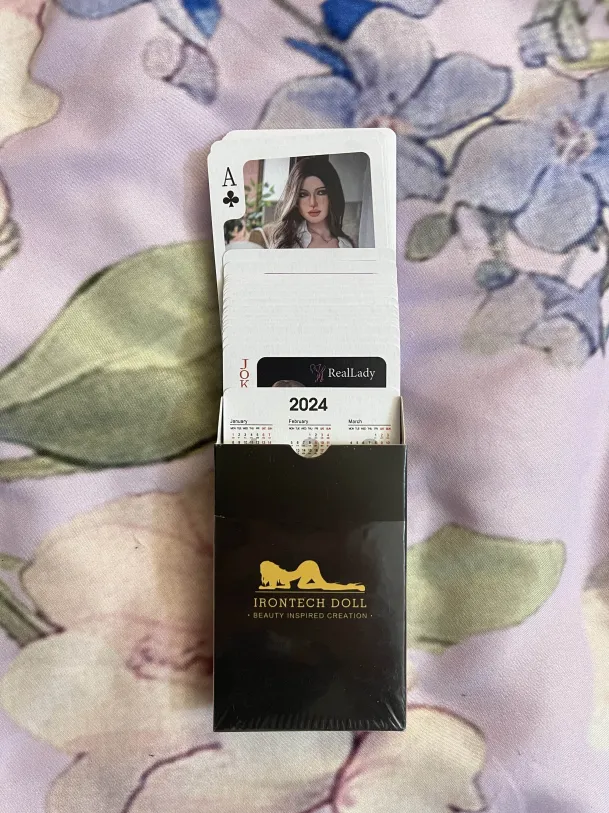 A
JOK
RealLady
2024
January February March
IRONTECH DOLL
· BEAUTY INSPIRED CREATION ·